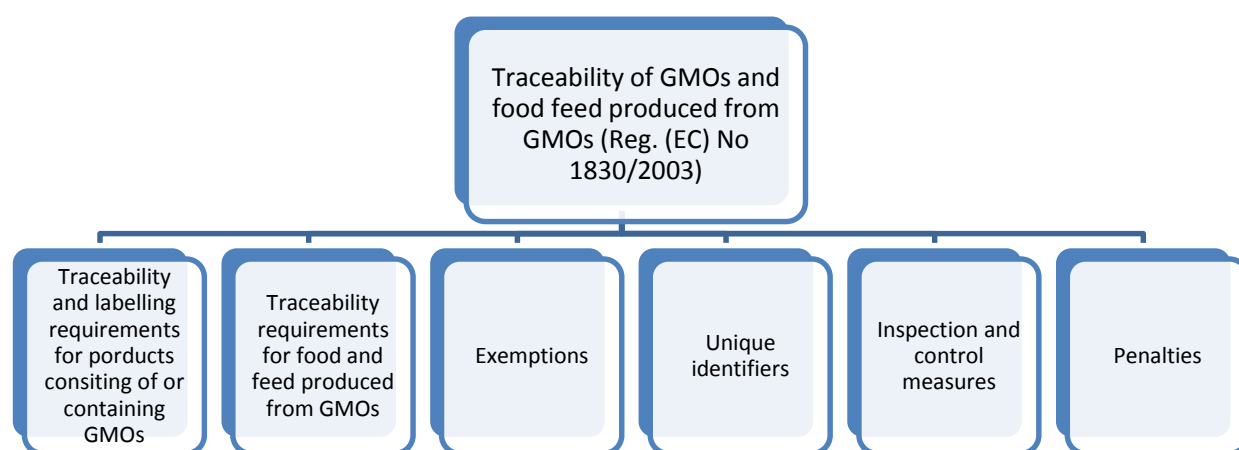 Traceability of GMOs and
food feed produced from
GMOs (Reg. (EC) No
1830/2003)
Traceability
and labelling
requirements
for porducts
consiting of or
containing
GMOs
Traceability
requirements
for food and
feed produced
from GMOs
Exemptions
Unique
identifiers
Inspection and
control
measures
Penalties